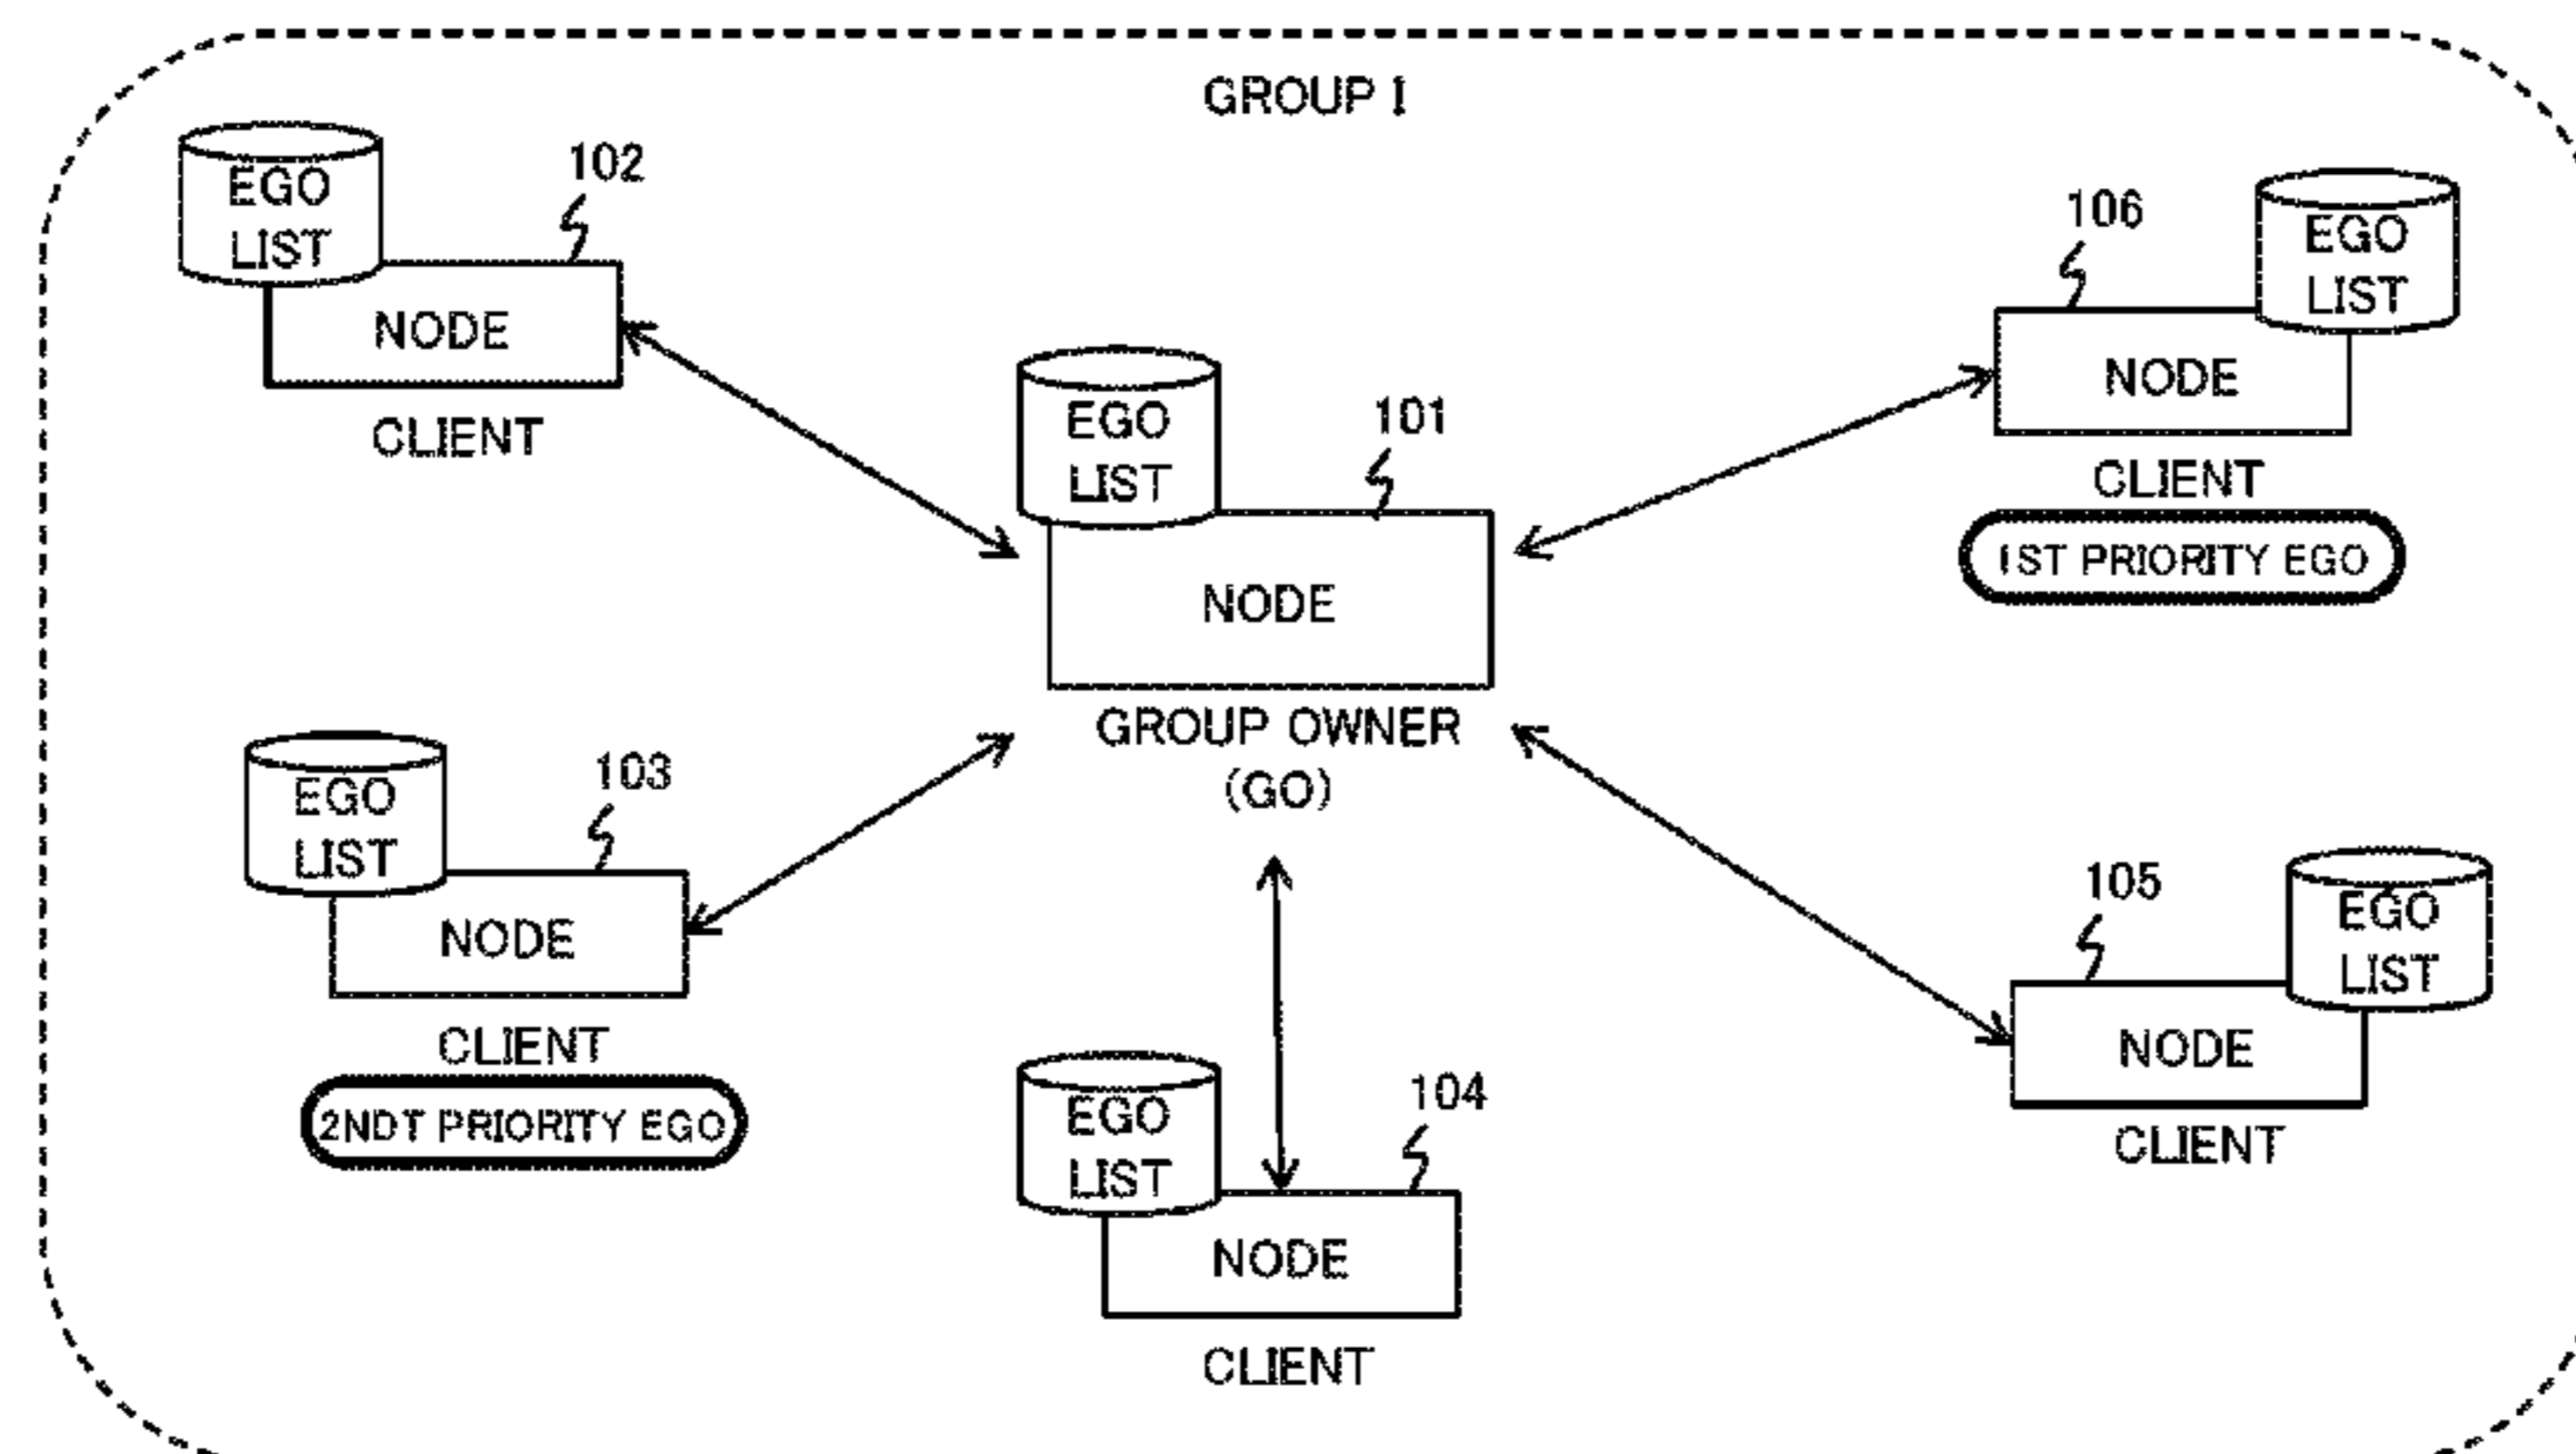 GROUP I
102
EGO
LIST
NODE
CLIENT
106
EGO
LIST
NODE
CLIENT
1ST PRIORITY EGO
101
EGO
LIST
NODE
GROUP OWNER
(GO)
103
EGO
LIST
NODE
CLIENT
2NDT PRIORITY EGO
105
EGO
LIST
NODE
CLIENT
104
EGO
LIST
NODE
CLIENT